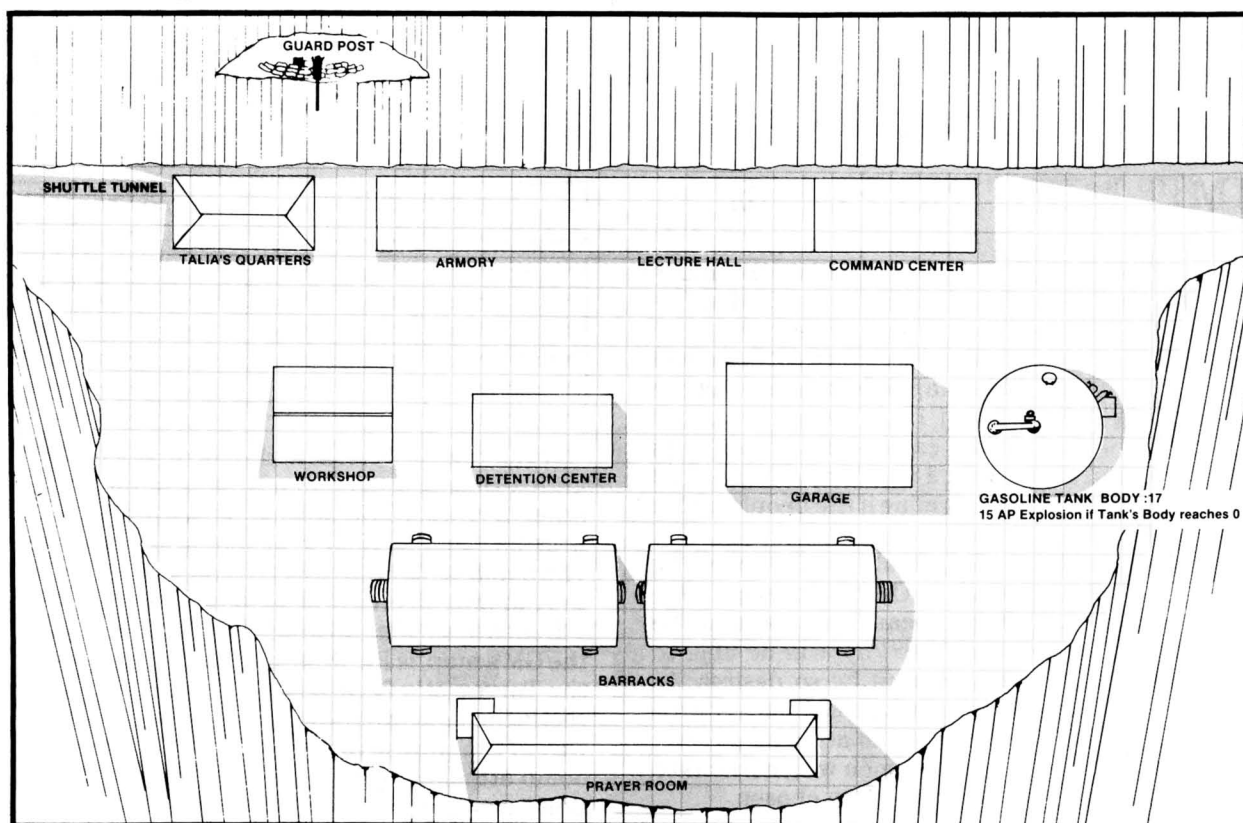 GUARD POST
SHUTTLE TUNNEL
TALIA'S QUARTERS
ARMORY
LECTURE HALL
COMMAND CENTER
WORKSHOP
DETENTION CENTER
GARAGE
GASOLINE TANK BODY :17
15 AP Explosion if Tank's Body reaches 0
BARRACKS
PRAYER ROOM